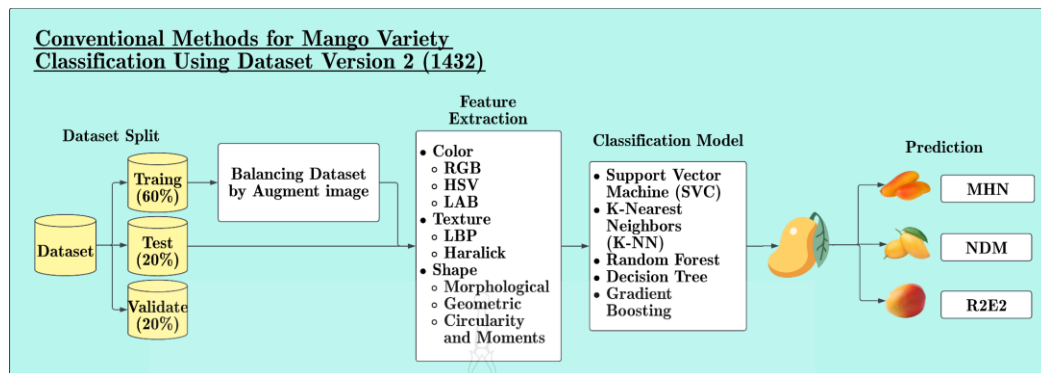 Conventional Methods for Mango Variety
Classification Using Dataset Version 2 (1432)
Dataset Split
Dataset
Traing
(60%)
Test
(20%)
Validate
(20%)
Balancing Dataset
by Augment image
Feature
Extraction
• Color
○ RGB
○ HSV
○ LAB
• Texture
○ LBP
○ Haralick
• Shape
○ Morphological
○ Geometric
○ Circularity
and Moments
Classification Model
• Support Vector
Machine (SVC)
• K-Nearest
Neighbors
(K-NN)
• Random Forest
• Decision Tree
• Gradient
Boosting
Prediction
MHN
NDM
R2E2